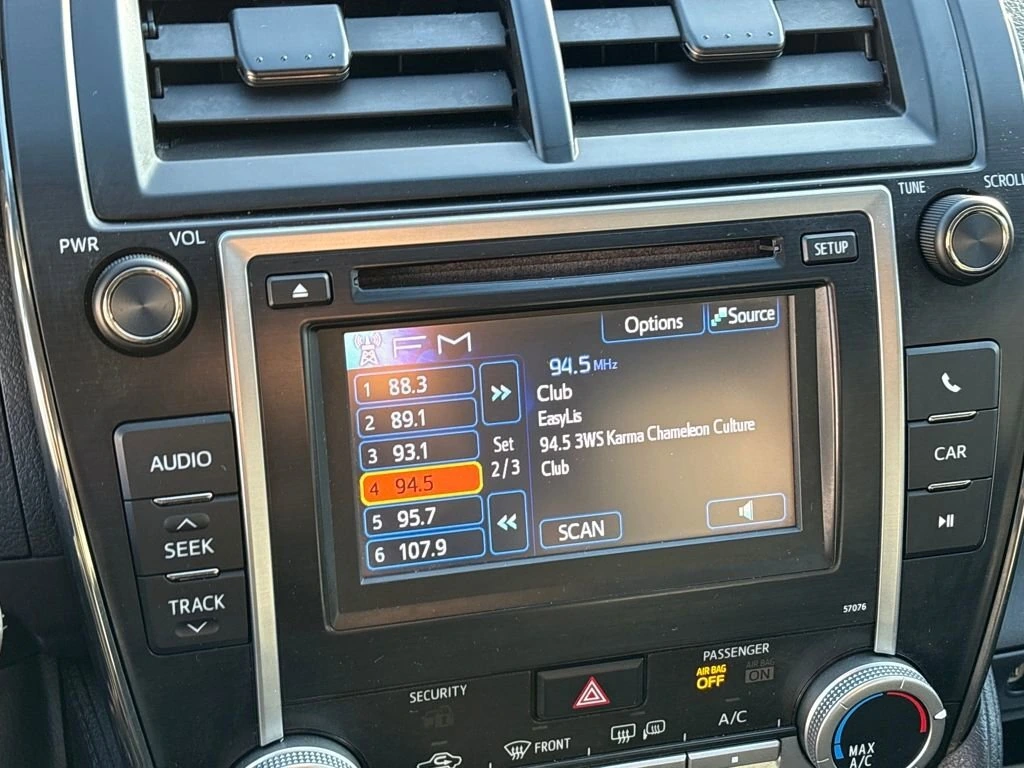 TUNE
SCROLL
PWR
VOL
SETUP
FM
Options
Source
1 88.3
94.5 MHz
2 89.1
Club
3 93.1
EasyLis
Set
2/3
94.5 3WS Karma Chameleon Culture
4 94.5
Club
5 95.7
SCAN
6 107.9
AUDIO
SEEK
TRACK
CAR
57076
PASSENGER
AIR BAG
OFF
AIR BAG
ON
SECURITY
FRONT
A/C
MAX
A/C